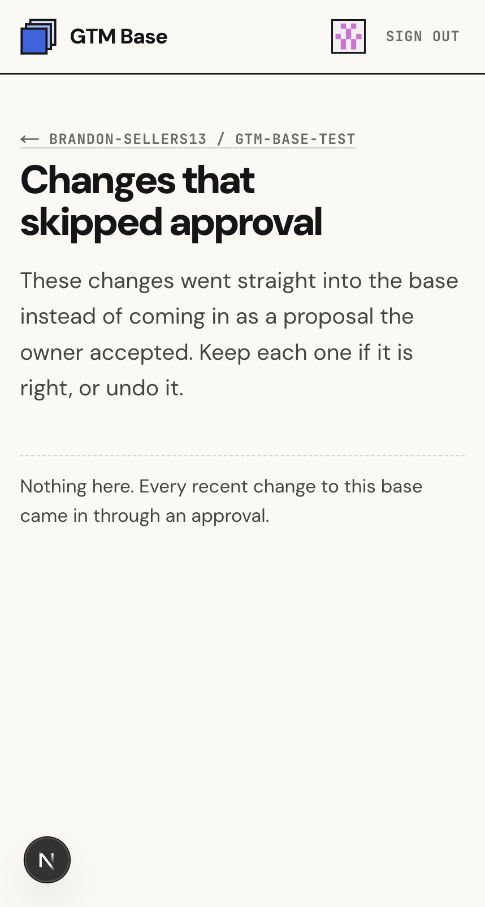 GTM Base
SIGN OUT
← BRANDON-SELLERS13 / GTM-BASE-TEST
Changes that
skipped approval
These changes went straight into the base
instead of coming in as a proposal the
owner accepted. Keep each one if it is
right, or undo it.
Nothing here. Every recent change to this base
came in through an approval.
N